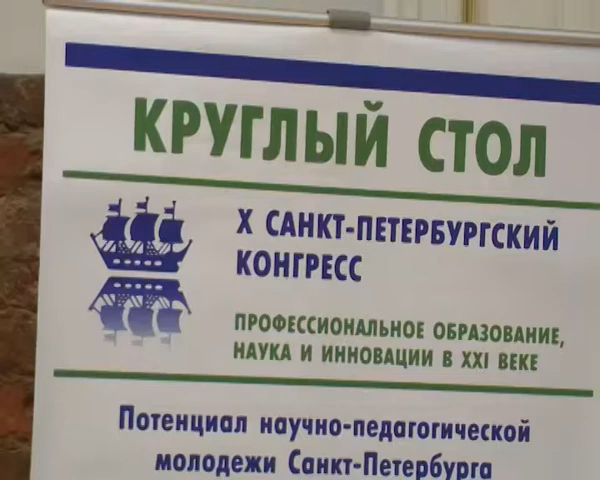 КРУГЛЫЙ СТОЛ
X САНКТ-ПЕТЕРБУРГСКИЙ
КОНГРЕСС
ПРОФЕССИОНАЛЬНОЕ ОБРАЗОВАНИЕ,
НАУКА И ИННОВАЦИИ В XXI ВЕКЕ
Потенциал научно-педагогической
молодежи Санкт-Петербурга